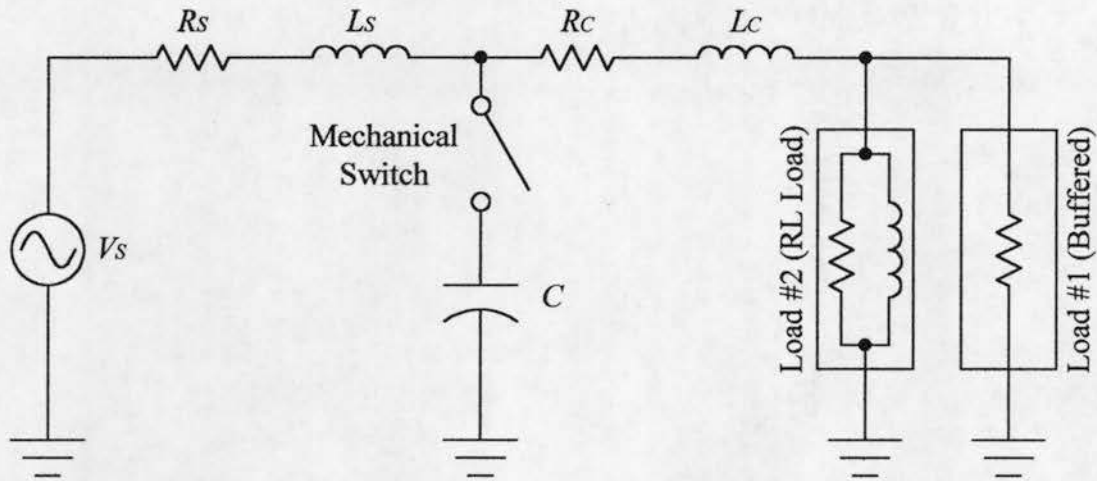 RS
LS
RC
LC
Mechanical
Switch
VS
C
Load #2 (RL Load)
Load #1 (Buffered)